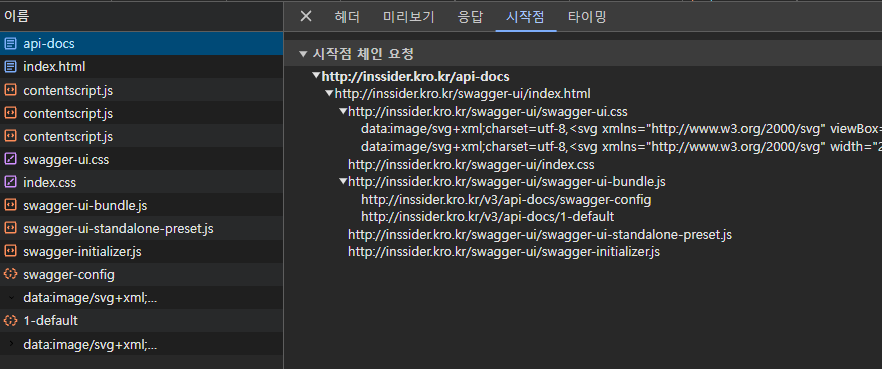 이름
api-docs
index.html
contentscript.js
contentscript.js
contentscript.js
swagger-ui.css
index.css
swagger-ui-bundle.js
swagger-ui-standalone-preset.js
swagger-initializer.js
swagger-config
data:image/svg+xml;...
1-default
data:image/svg+xml;...
헤더 미리보기 응답 시작점 타이밍
시작점 체인 요청
http://inssider.kro.kr/api-docs
http://inssider.kro.kr/swagger-ui/index.html
http://inssider.kro.kr/swagger-ui/swagger-ui.css
data:image/svg+xml;charset=utf-8,<svg xmlns="http://www.w3.org/2000/svg" viewBox=
data:image/svg+xml;charset=utf-8,<svg xmlns="http://www.w3.org/2000/svg" width="2
http://inssider.kro.kr/swagger-ui/index.css
http://inssider.kro.kr/swagger-ui/swagger-ui-bundle.js
http://inssider.kro.kr/v3/api-docs/swagger-config
http://inssider.kro.kr/v3/api-docs/1-default
http://inssider.kro.kr/swagger-ui/swagger-ui-standalone-preset.js
http://inssider.kro.kr/swagger-ui/swagger-initializer.js